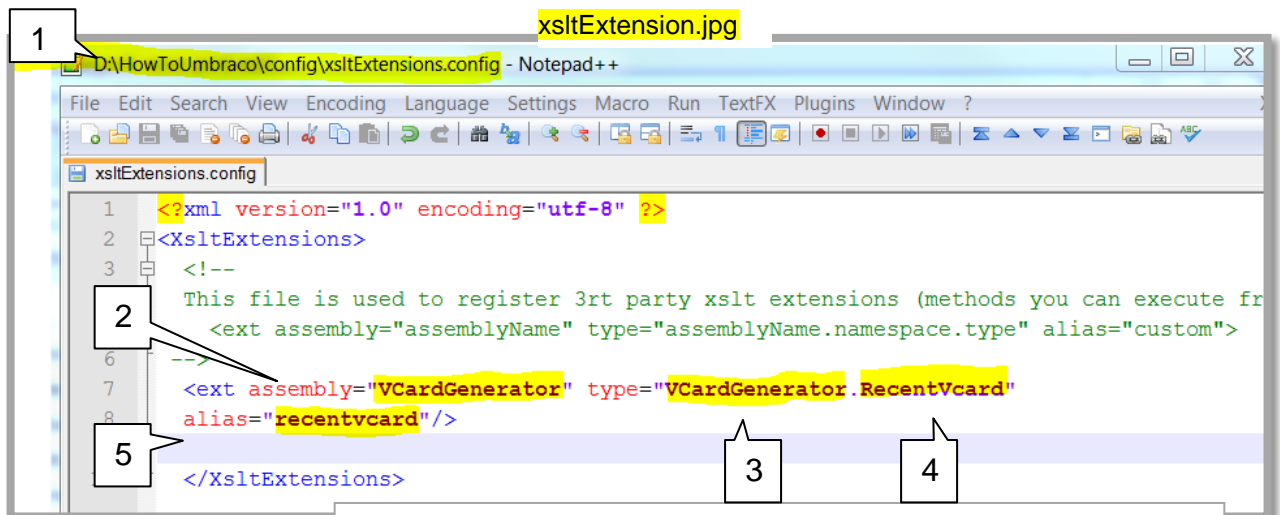 xsltExtension.jpg
1
D:\HowToUmbraco\config\xsltExtensions.config - Notepad++
File Edit Search View Encoding Language Settings Macro Run TextFX Plugins Window ?
xsltExtensions.config
1 <?xml version="1.0" encoding="utf-8" ?>
2 <XsltExtensions>
3 <!--
This file is used to register 3rt party xslt extensions (methods you can execute fr
2
<ext assembly="assemblyName" type="assemblyName.namespace.type" alias="custom">
6 -->
7 <ext assembly="VCardGenerator" type="VCardGenerator.RecentVcard"
8 alias="recentvcard"/>
5
3
4
</XsltExtensions>